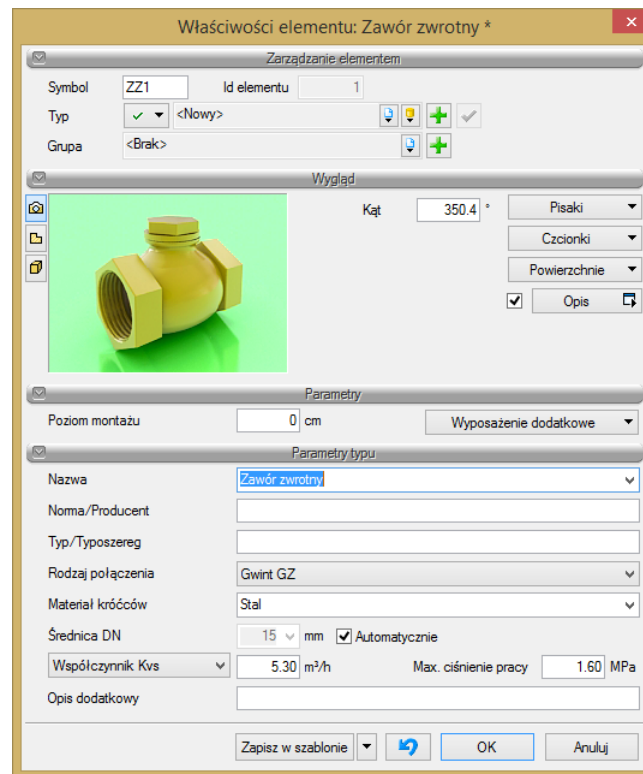 Właściwości elementu: Zawór zwrotny *
Zarządzanie elementem
Symbol ZZ1 Id elementu 1
Typ <Nowy>
Grupa <Brak>
Wygląd
Kąt 350.4 ° Pisaki
Czcionki
Powierzchnie
Opis
Parametry
Poziom montażu 0 cm Wyposażenie dodatkowe
Parametry typu
Nazwa Zawór zwrotny
Norma/Producent
Typ/Typoszereg
Rodzaj połączenia Gwint GZ
Materiał króćców Stal
Średnica DN 15 mm Automatycznie
Współczynnik Kvs 5.30 m³/h Max. ciśnienie pracy 1.60 MPa
Opis dodatkowy
Zapisz w szablonie OK Anuluj